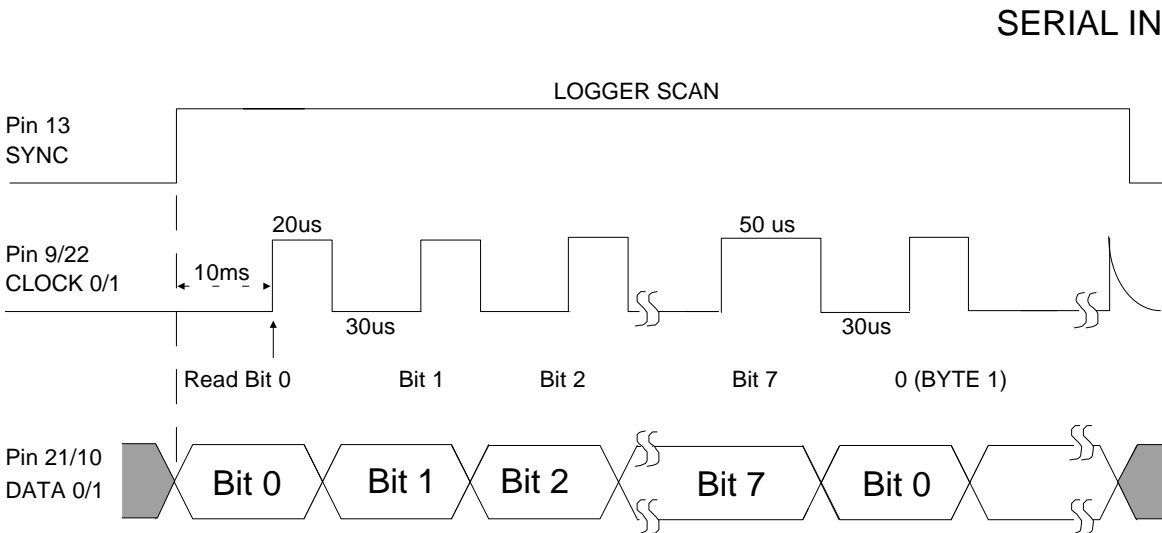 SERIAL IN
LOGGER SCAN
Pin 13
SYNC
20us
50 us
Pin 9/22
CLOCK 0/1
10ms
30us
30us
Read Bit 0
Bit 1
Bit 2
Bit 7
0 (BYTE 1)
Pin 21/10
DATA 0/1
Bit 0
Bit 1
Bit 2
Bit 7
Bit 0